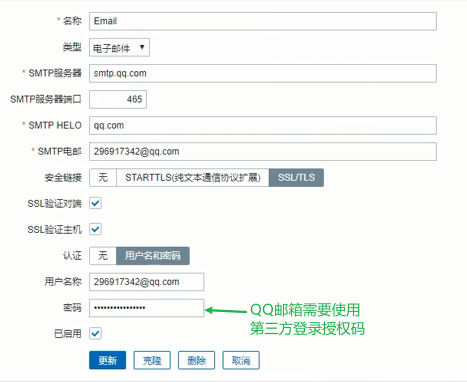 * 名称 Email
类型 电子邮件 ▼
* SMTP服务器 smtp.qq.com
SMTP服务器端口 465
* SMTP HELO qq.com
* SMTP电邮 296917342@qq.com
安全链接 无 STARTTLS(纯文本通信协议扩展) SSL/TLS
SSL验证对端
SSL验证主机
认证 无 用户名和密码
用户名称 296917342@qq.com
密码 ••••••••••••••••
QQ邮箱需要使用
第三方登录授权码
已启用
更新 克隆 删除 取消